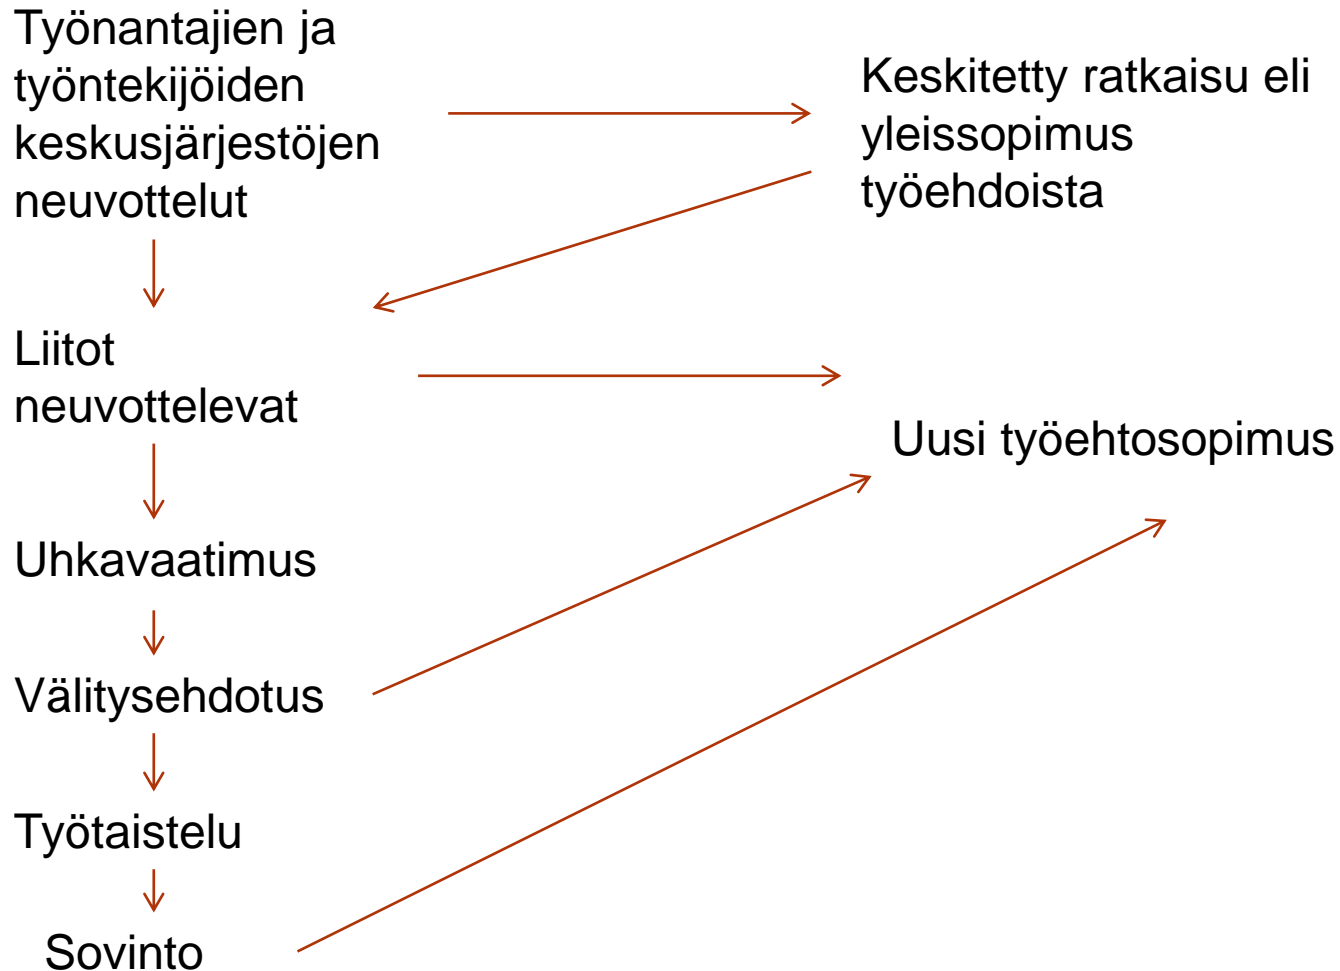 Työnantajien ja
työntekijöiden
keskusjärjestöjen
neuvottelut
Keskitetty ratkaisu eli
yleissopimus
työehdoista
Liitot
neuvottelevat
Uusi työehtosopimus
Uhkavaatimus
Välitysehdotus
Työtaistelu
Sovinto